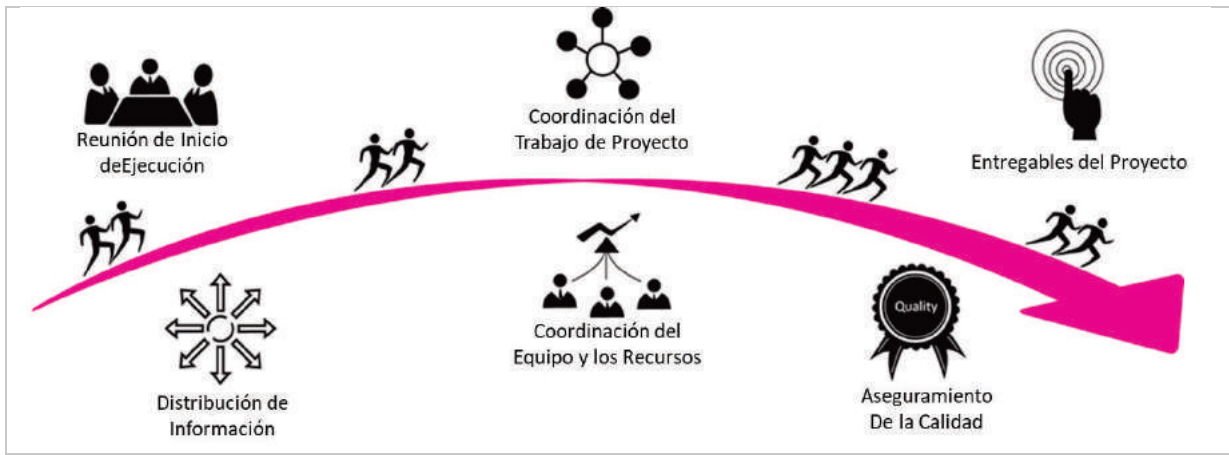 Reunión de Inicio
deEjecución
Coordinación del
Trabajo de Proyecto
Entregables del Proyecto
Distribución de
Información
Coordinación del
Equipo y los Recursos
Quality
Aseguramiento
De la Calidad